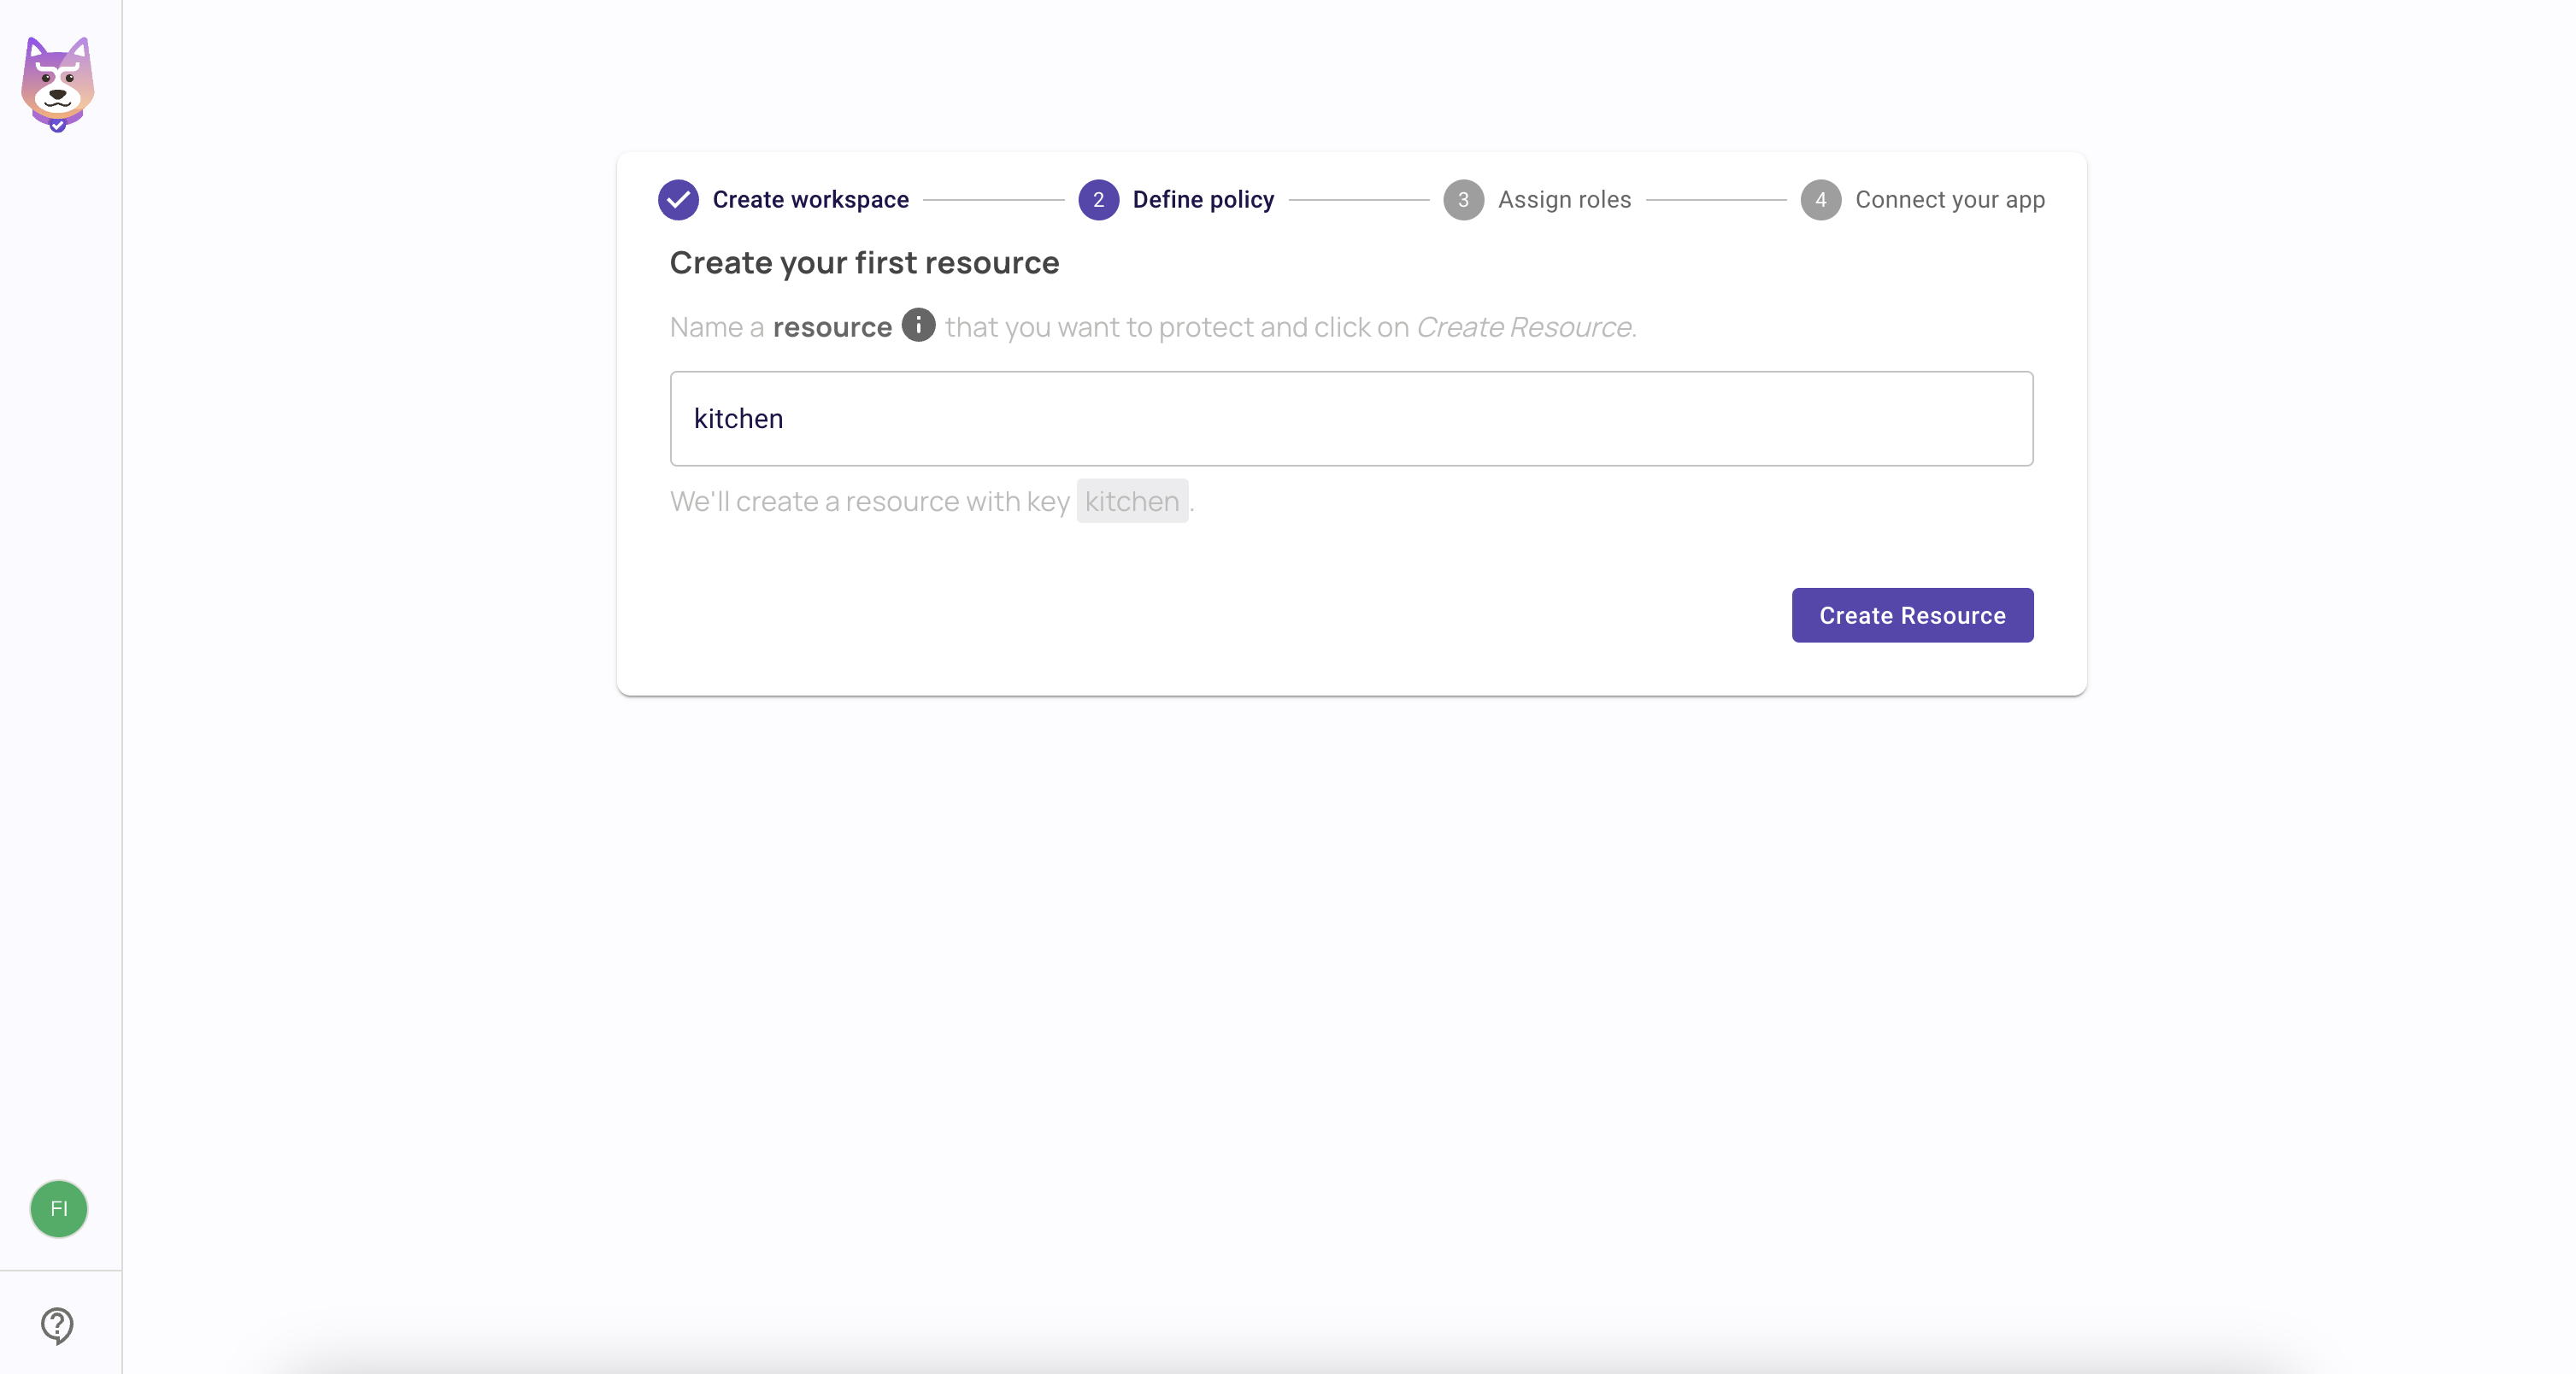 Create workspace 2 Define policy 3 Assign roles 4 Connect your app
Create your first resource
Name a resource i that you want to protect and click on Create Resource.
kitchen
We'll create a resource with key kitchen.
Create Resource
FI
?